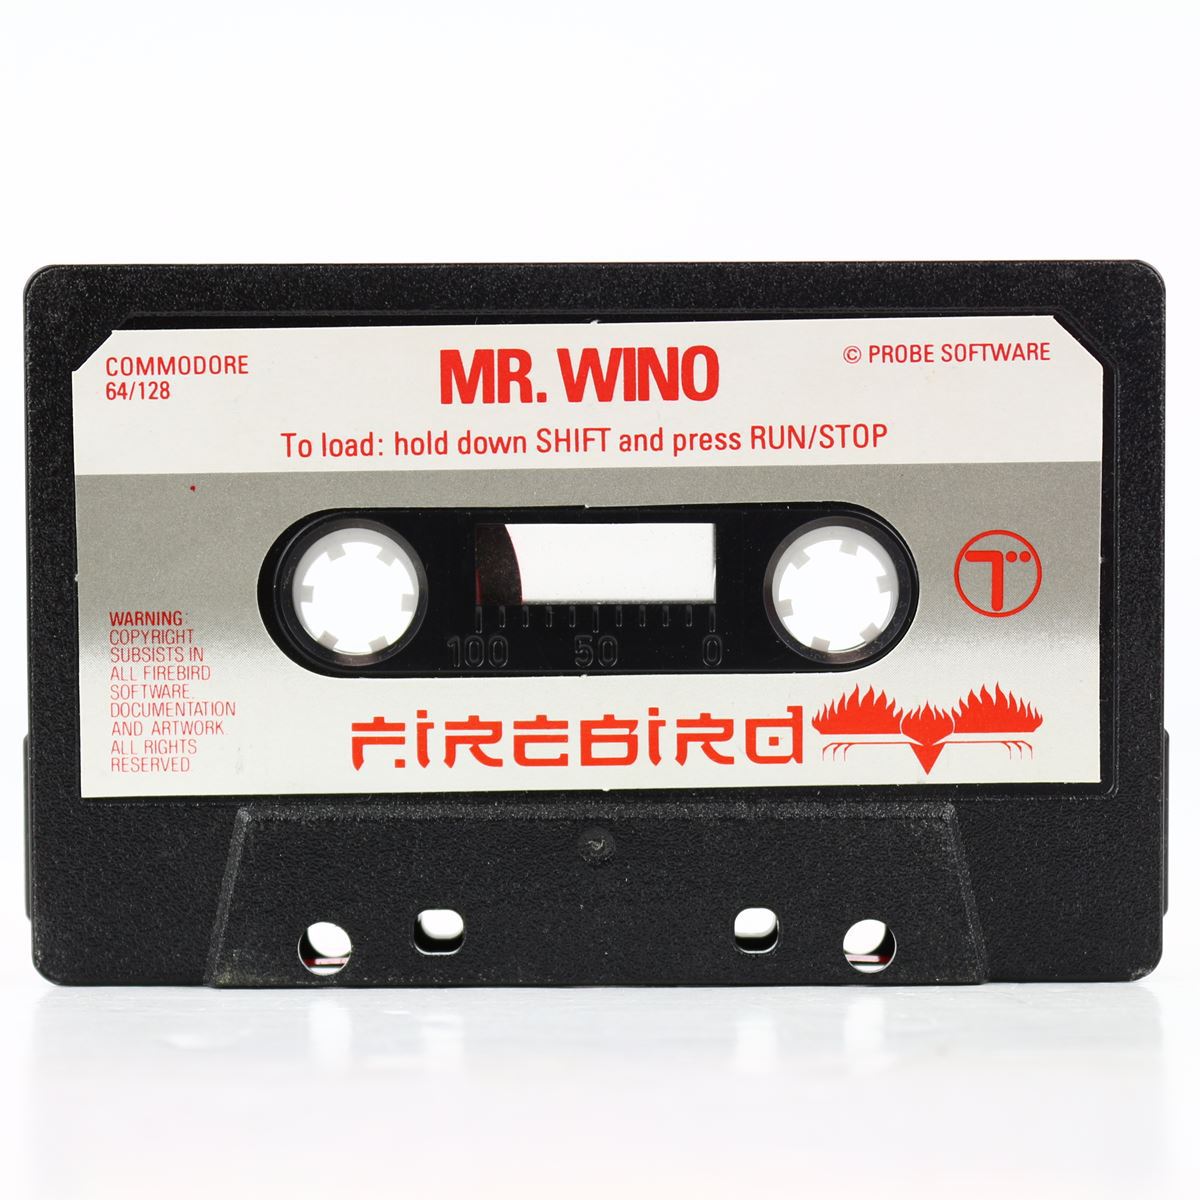 COMMODORE
64/128
MR. WINO
© PROBE SOFTWARE
To load: hold down SHIFT and press RUN/STOP
T
100 50 0
WARNING:
COPYRIGHT
SUBSISTS IN
ALL FIREBIRD
SOFTWARE,
DOCUMENTATION
AND ARTWORK.
ALL RIGHTS
RESERVED
FIREBIRD